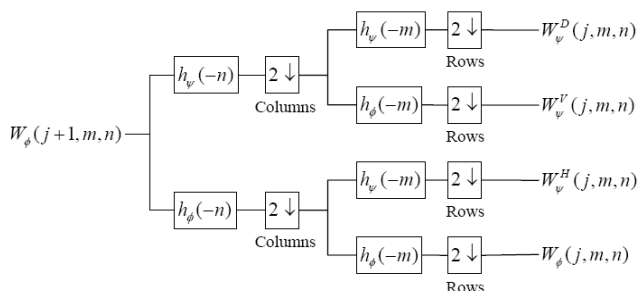 h_ψ(−m) 2 ↓ W_ψ^D(j,m,n)
Rows
h_ψ(−n) 2 ↓
Columns
h_ϕ(−m) 2 ↓ W_ψ^V(j,m,n)
Rows
W_ϕ(j+1,m,n)
h_ψ(−m) 2 ↓ W_ψ^H(j,m,n)
Rows
h_ϕ(−n) 2 ↓
Columns
h_ϕ(−m) 2 ↓ W_ϕ(j,m,n)
Rows